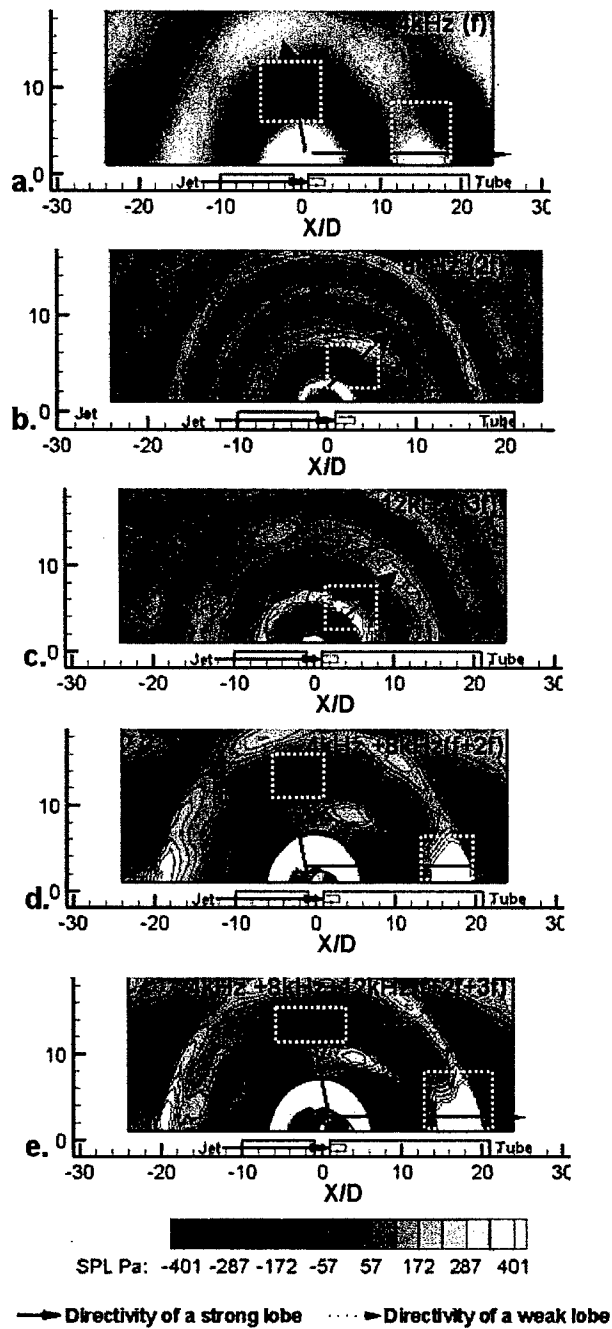 4kHz (f)
10
0
a.
Jet
Tube
-30 -20 -10 0 10 20 30
X/D
10
0
b.
Jet
Jet
Tube
-30 -20 -10 0 10 20
X/D
10
0
c.
Jet
Tube
-30 -20 -10 0 10 20 30
X/D
4kHz +8kHz(f+2f)
10
0
d.
Jet
Tube
-30 -20 -10 0 10 20 30
X/D
10
0
e.
Jet
Tube
-30 -20 -10 0 10 20 30
X/D
SPL Pa: -401 -287 -172 -57 57 172 287 401
Directivity of a strong lobe Directivity of a weak lobe